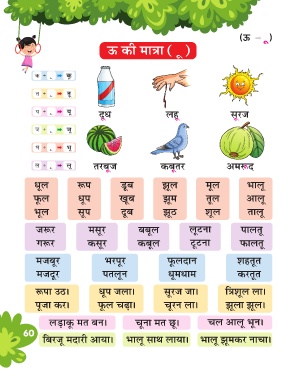 (ऊ – ू)
ऊ की मात्रा ( ू )
दूध लहू सूरज
तरबूज कबूतर अमरूद
धूल रूप डूब झूल मूल भालू
फूल धूप खूब झूम तूल आलू
भूल सूप दूब झूठ शूल तालू
जरूर मसूर बबूल लूटना पालतू
गरूर कसूर कबूल टूटना फालतू
मजबूर भरपूर फूलदान शहतूत
मजदूर पतलून धूमधाम करतूत
रूपा उठ। धूप जला। सूरज जा। त्रिशूल ला।
पूजा कर। फूल चढ़ा। चूरन ला। झूला झूल।
लड़ाकू मत बन। चूना मत छू। चल आलू भून।
बिरजू मदारी आया। भालू साथ लाया। भालू झूमकर नाचा।
60